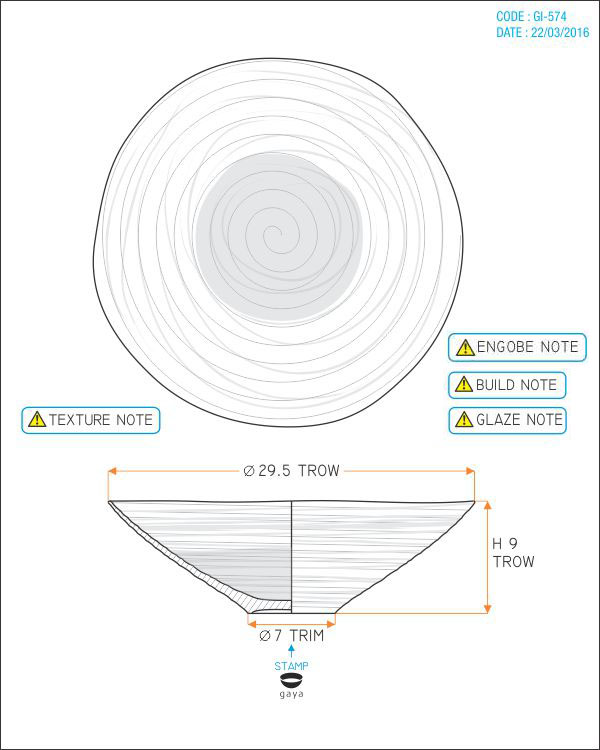 CODE : GI-574
DATE : 22/03/2016
ENGOBE NOTE
BUILD NOTE
TEXTURE NOTE
GLAZE NOTE
Ø 29.5 TROW
H 9
TROW
Ø 7 TRIM
STAMP
gaya